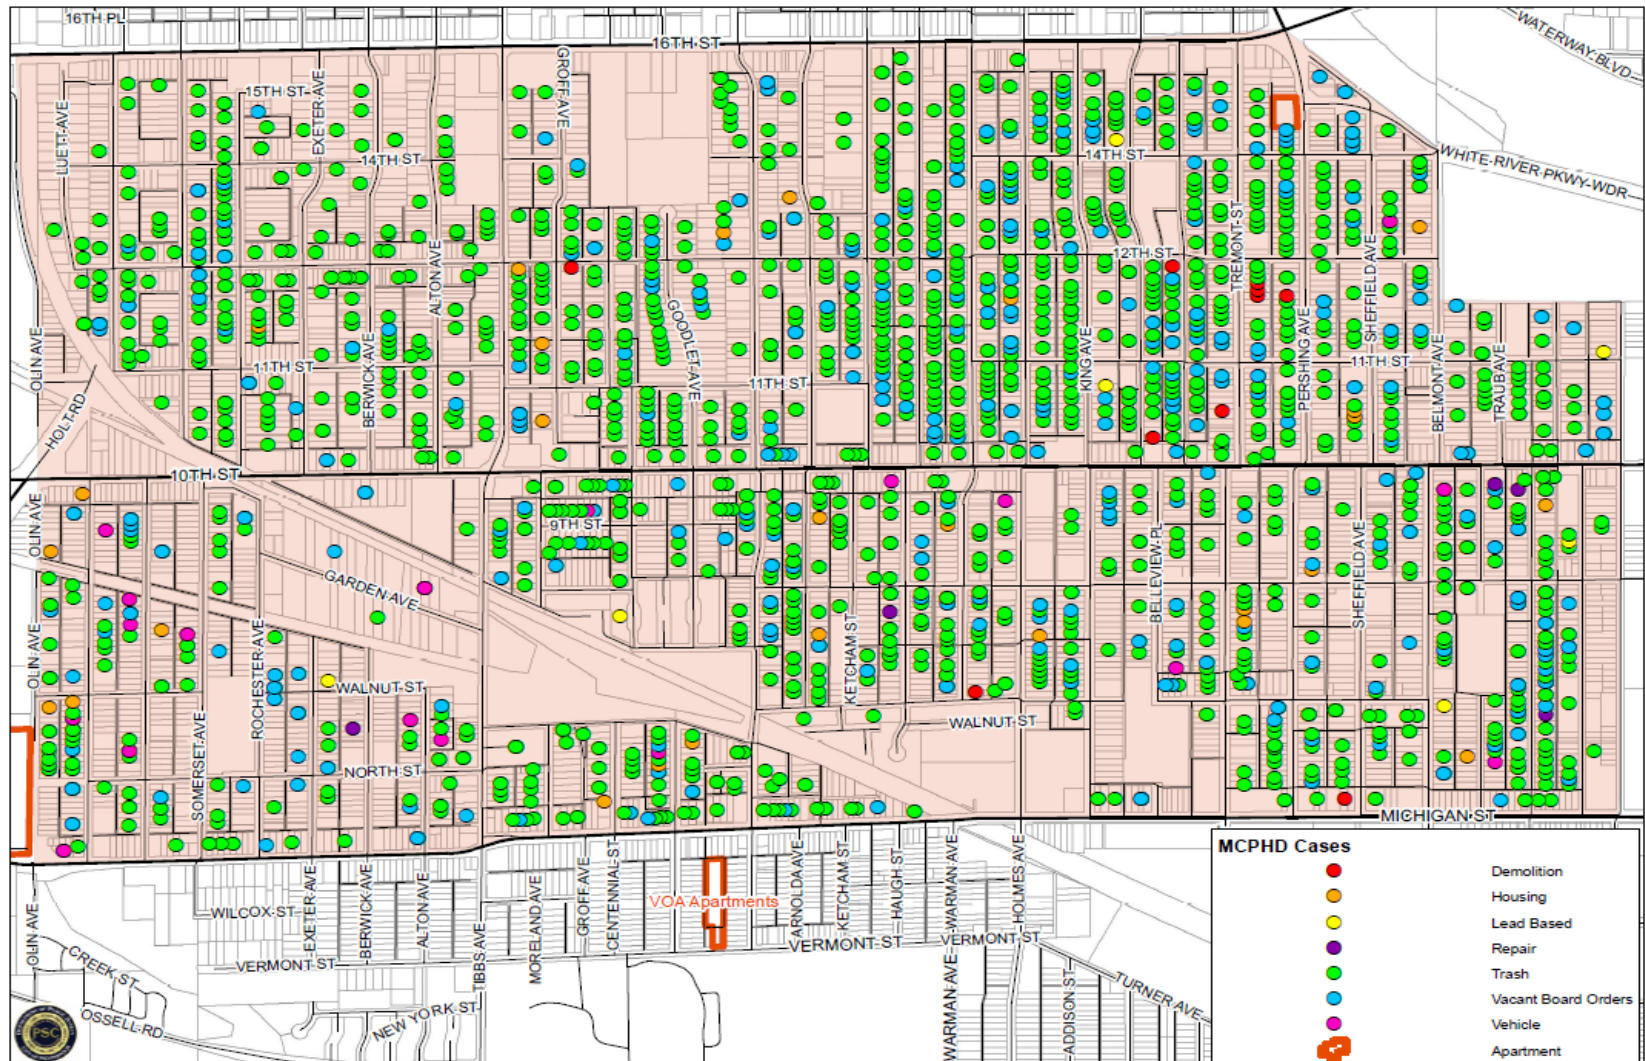 16TH PL
16TH ST
WATERWAY BLVD
GROFF AVE
EXETER AVE
15TH ST
LUETT AVE
14TH ST
14TH ST
WHITE RIVER PKWY WDR
TREMONT ST
12TH ST
SHEFFIELD AVE
ALTON AVE
GOODLET AVE
OLIN AVE
BERWICK AVE
KING AVE
PERSHING AVE
BELMONT AVE
TRAUB AVE
11TH ST
11TH ST
11TH ST
HOLT RD
10TH ST
OLIN AVE
9TH ST
GARDEN AVE
BELLEVIEW PL
SHEFFIELD AVE
OLIN AVE
ROCHESTER AVE
KETCHAM ST
WALNUT ST
WALNUT ST
SOMERSET AVE
NORTH ST
MICHIGAN ST
OLIN AVE
EXETER AVE
BERWICK AVE
ALTON AVE
TIBBS AVE
MORELAND AVE
GROFF AVE
CENTENNIAL ST
VOA Apartments
ARNOLDA AVE
KETCHAM ST
HAUGH ST
WARMAN AVE
HOLMES AVE
WILCOX ST
VERMONT ST
VERMONT ST
VERMONT ST
CREEK ST
OSSELL RD
NEW YORK ST
WARMAN AVE
ADDISON ST
TURNER AVE
PSC
MCPHD Cases
Demolition
Housing
Lead Based
Repair
Trash
Vacant Board Orders
Vehicle
Apartment